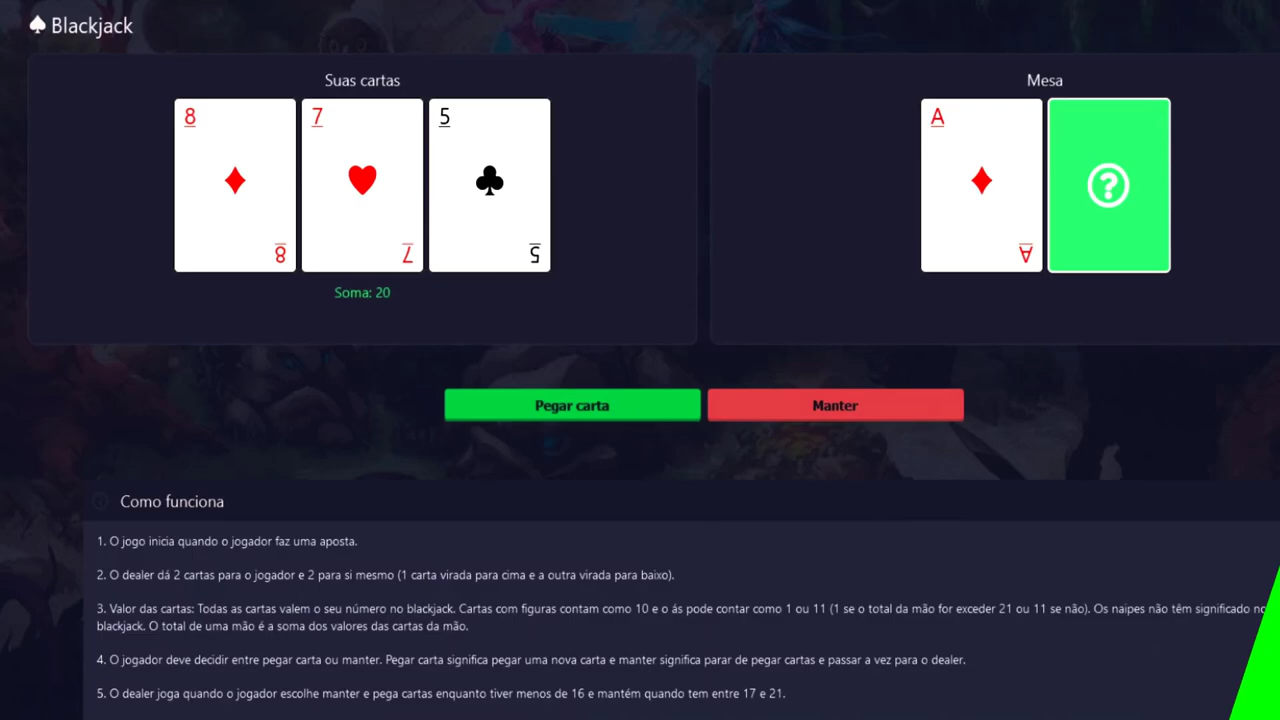 Blackjack
Suas cartas
Mesa
8
7
5
A
8
7
5
A
Soma: 20
Pegar carta
Manter
Como funciona
1. O jogo inicia quando o jogador faz uma aposta.
2. O dealer dá 2 cartas para o jogador e 2 para si mesmo (1 carta virada para cima e a outra virada para baixo).
3. Valor das cartas: Todas as cartas valem o seu número no blackjack. Cartas com figuras contam como 10 e o ás pode contar como 1 ou 11 (1 se o total da mão for exceder 21 ou 11 se não). Os naipes não têm significado no
blackjack. O total de uma mão é a soma dos valores das cartas da mão.
4. O jogador deve decidir entre pegar carta ou manter. Pegar carta significa pegar uma nova carta e manter significa parar de pegar cartas e passar a vez para o dealer.
5. O dealer joga quando o jogador escolhe manter e pega cartas enquanto tiver menos de 16 e mantém quando tem entre 17 e 21.